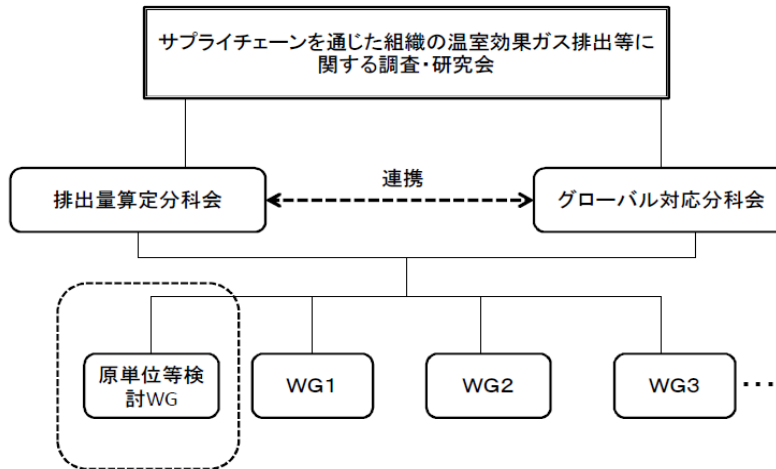 サプライチェーンを通じた組織の温室効果ガス排出等に
関する調査・研究会
連携
排出量算定分科会
グローバル対応分科会
原単位等検
討WG
WG1
WG2
WG3
・・・